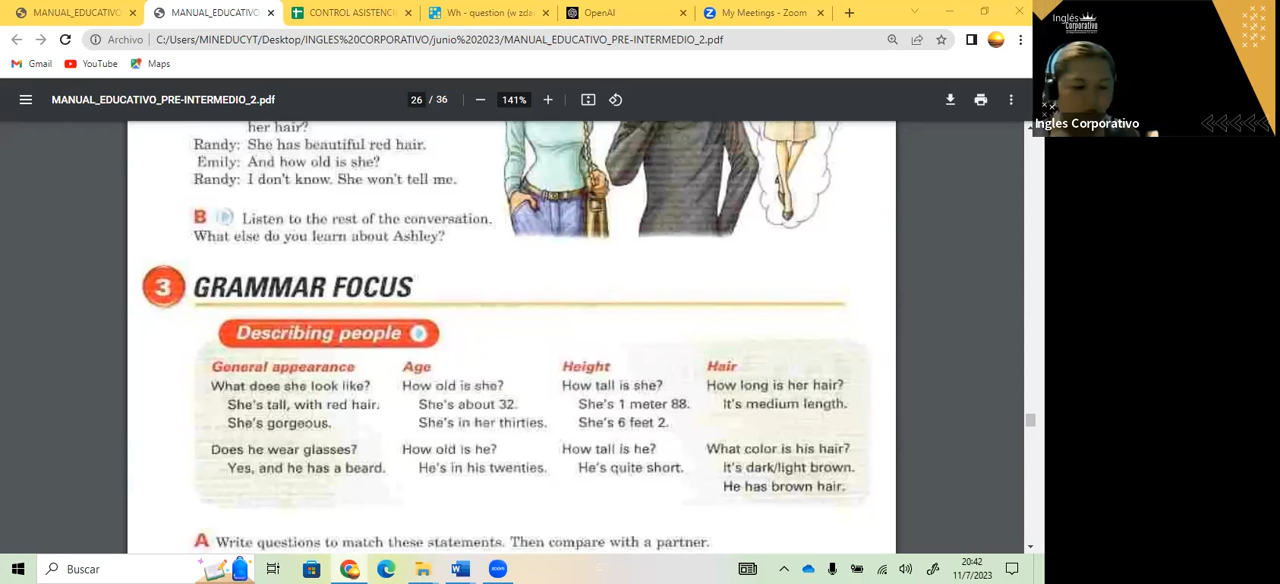 MANUAL_EDUCATIVO
MANUAL_EDUCATIVO
CONTROL ASISTENCI
Wh - question (w zda
OpenAI
My Meetings - Zoom
Archivo
C:/Users/MINEDUCYT/Desktop/INGLES%20CORPORATIVO/junio%202023/MANUAL_EDUCATIVO_PRE-INTERMEDIO_2.pdf
Gmail
YouTube
Maps
MANUAL_EDUCATIVO_PRE-INTERMEDIO_2.pdf
26 / 36
141%
Inglés
Corporativo
Ingles Corporativo
her hair?
Randy: She has beautiful red hair.
Emily: And how old is she?
Randy: I don't know. She won't tell me.
B Listen to the rest of the conversation.
What else do you learn about Ashley?
3 GRAMMAR FOCUS
Describing people
General appearance Age Height Hair
What does she look like? How old is she? How tall is she? How long is her hair?
She's tall, with red hair. She's about 32. She's 1 meter 88. It's medium length.
She's gorgeous. She's in her thirties. She's 6 feet 2.
Does he wear glasses? How old is he? How tall is he? What color is his hair?
Yes, and he has a beard. He's in his twenties. He's quite short. It's dark/light brown.
He has brown hair.
A Write questions to match these statements. Then compare with a partner.
Buscar
20:42
11/7/2023